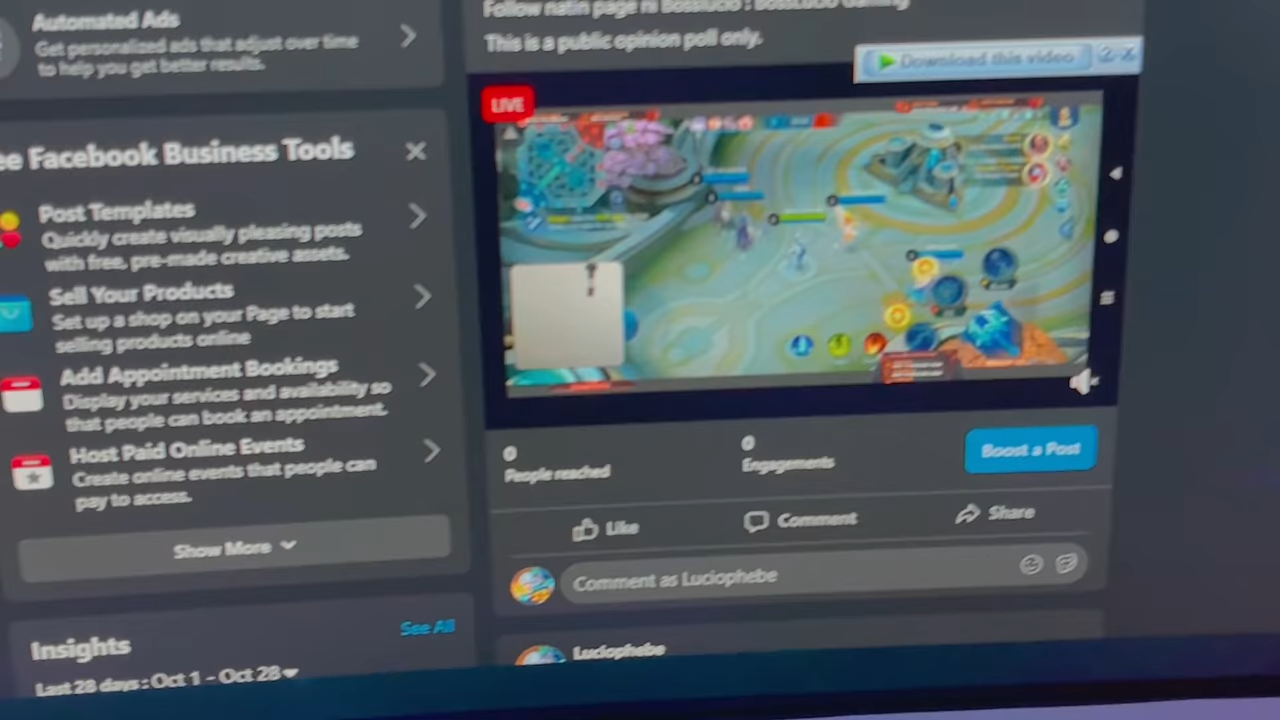 Automated Ads
Get personalized ads that adjust over time
to help you get better results.
ee Facebook Business Tools
Post Templates
Quickly create visually pleasing posts
with free, pre-made creative assets.
Sell Your Products
Set up a shop on your Page to start
selling products online
Add Appointment Bookings
Display your services and availability so
that people can book an appointment.
Host Paid Online Events
Create online events that people can
pay to access.
Show More
Insights
See All
Last 28 days : Oct 1 - Oct 28
Follow natin page ni BossLucio : BossLucio Gaming
This is a public opinion poll only.
Download this video ? X
LIVE
0
People reached
0
Engagements
Boost a Post
Like
Comment
Share
Comment as Luciophebe
Luciophebe